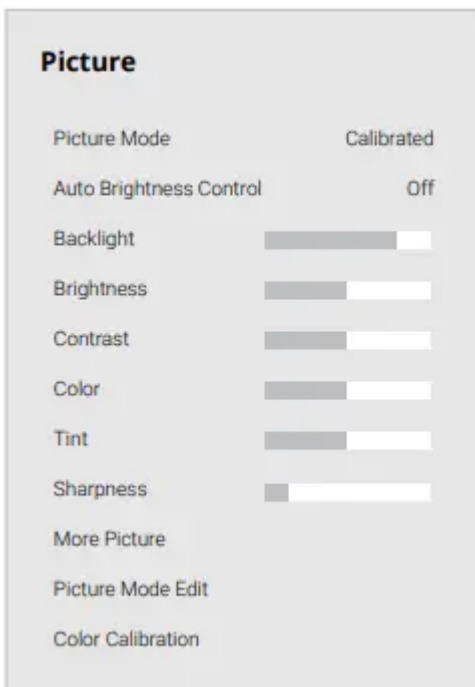 Picture
Picture Mode Calibrated
Auto Brightness Control Off
Backlight
Brightness
Contrast
Color
Tint
Sharpness
More Picture
Picture Mode Edit
Color Calibration